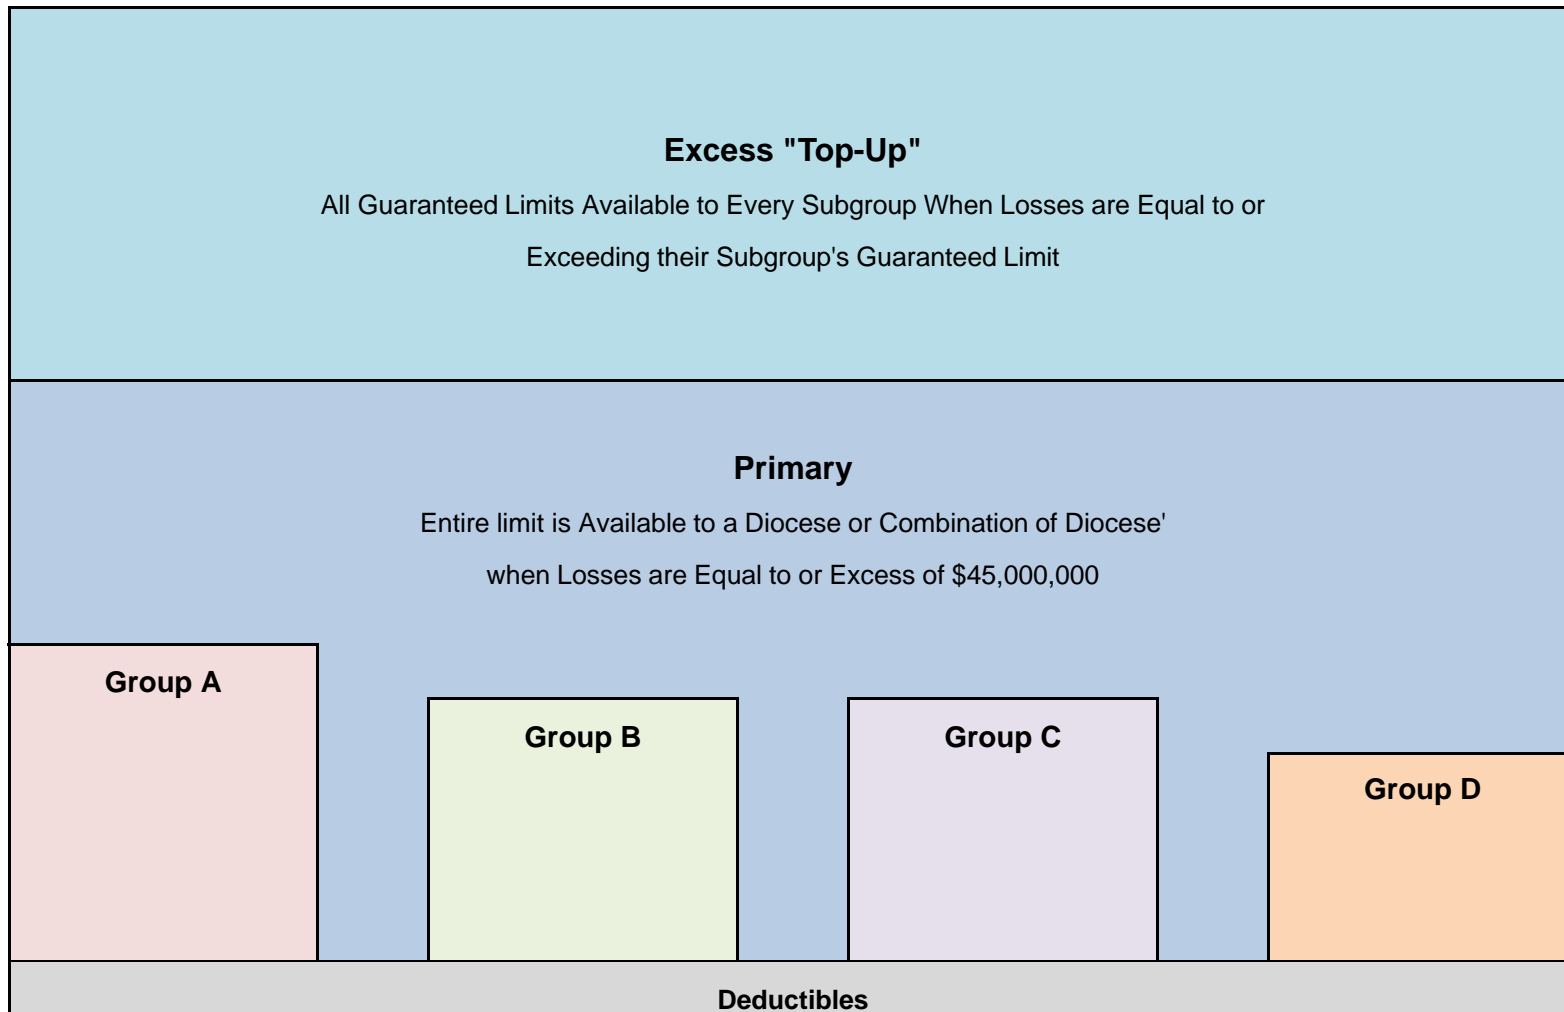 Excess "Top-Up"
All Guaranteed Limits Available to Every Subgroup When Losses are Equal to or
Exceeding their Subgroup's Guaranteed Limit
Primary
Entire limit is Available to a Diocese or Combination of Diocese'
when Losses are Equal to or Excess of $45,000,000
Group A
Group B
Group C
Group D
Deductibles